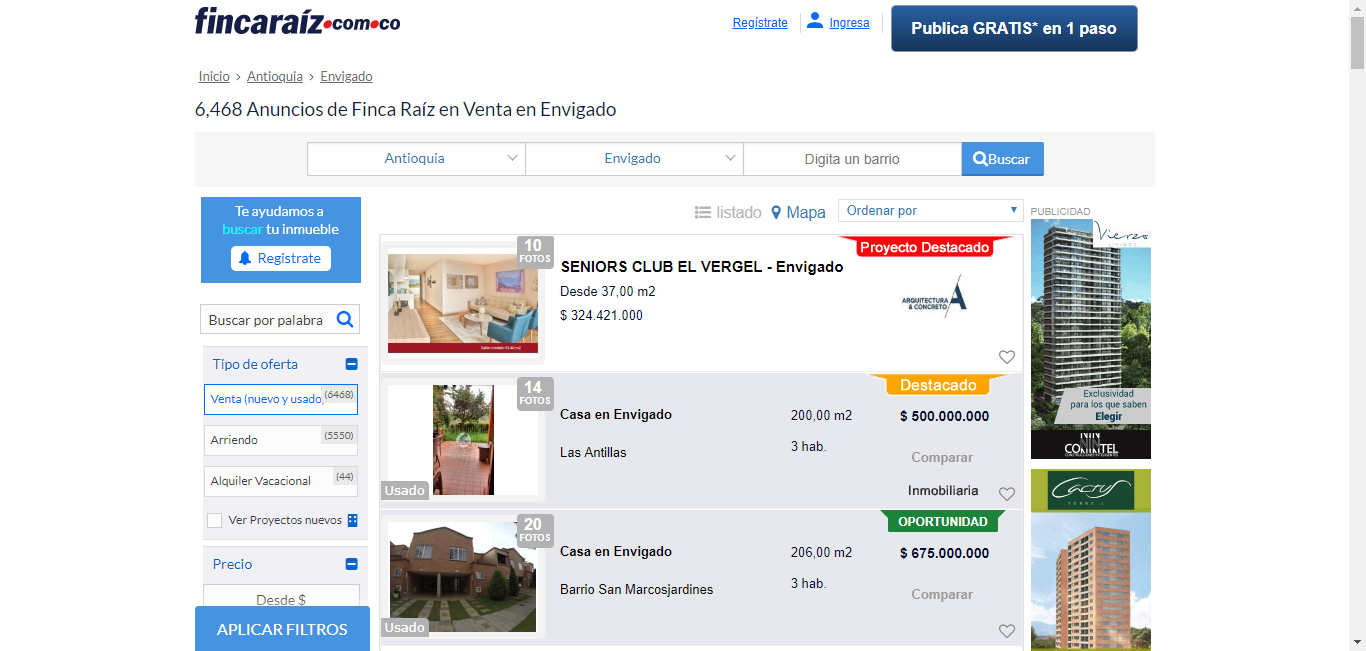 fincaraíz.com.co
Regístrate
Ingresa
Publica GRATIS* en 1 paso
Inicio > Antioquia > Envigado
6,468 Anuncios de Finca Raíz en Venta en Envigado
Antioquia
Envigado
Digita un barrio
Buscar
Te ayudamos a
buscar tu inmueble
Registrate
listado
Mapa
Ordenar por
PUBLICIDAD
Buscar por palabra
Tipo de oferta
Venta (nuevo y usado) (6468)
Arriendo (5550)
Alquiler Vacacional (44)
Ver Proyectos nuevos
Precio
Desde $
APLICAR FILTROS
10
FOTOS
Proyecto Destacado
SENIORS CLUB EL VERGEL - Envigado
Desde 37,00 m2
$ 324.421.000
ARQUITECTURA
& CONCRETO
14
FOTOS
Destacado
Casa en Envigado
200,00 m2
$ 500.000.000
Las Antillas
3 hab.
Comparar
Inmobiliaria
Usado
20
FOTOS
OPORTUNIDAD
Casa en Envigado
206,00 m2
$ 675.000.000
Barrio San Marcosjardines
3 hab.
Comparar
Usado
Vierzo
Exclusividad
para los que saben
Elegir
CONINTEL
CONSTRUCCIONES INTELIGENTES
Cactus